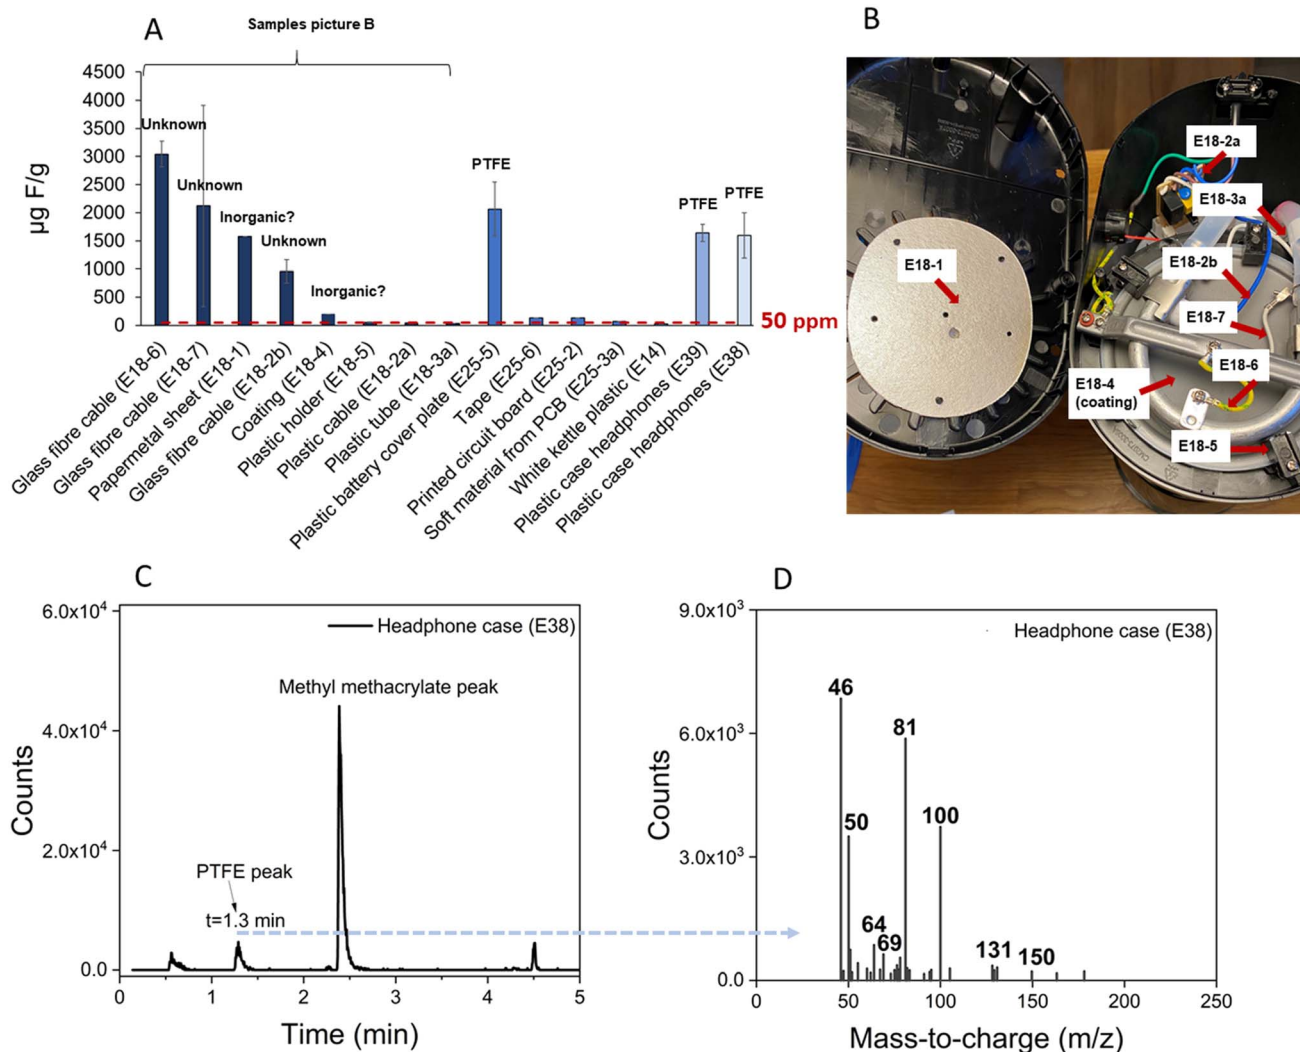 A
Samples picture B
µg F/g
4500
4000
3500
3000
2500
2000
1500
1000
500
0
Unknown
Unknown
Inorganic?
Unknown
Inorganic?
PTFE
PTFE
PTFE
50 ppm
Glass fibre cable (E18-6)
Glass fibre cable (E18-7)
Papermetal sheet (E18-1)
Glass fibre cable (E18-2b)
Coating (E18-4)
Plastic holder (E18-5)
Plastic cable (E18-2a)
Plastic tube (E18-3a)
Plastic battery cover plate (E25-5)
Tape (E25-6)
Printed circuit board (E25-2)
Soft material from PCB (E25-3a)
White kettle plastic (E14)
Plastic case headphones (E39)
Plastic case headphones (E38)
B
E18-1
E18-2a
E18-3a
E18-2b
E18-7
E18-6
E18-4
(coating)
E18-5
C
6.0x10⁴
4.0x10⁴
2.0x10⁴
0.0
Counts
Headphone case (E38)
Methyl methacrylate peak
PTFE peak
t=1.3 min
0 1 2 3 4 5
Time (min)
D
9.0x10³
6.0x10³
3.0x10³
0.0
Counts
Headphone case (E38)
46
81
50
100
64
69
131
150
0 50 100 150 200 250
Mass-to-charge (m/z)